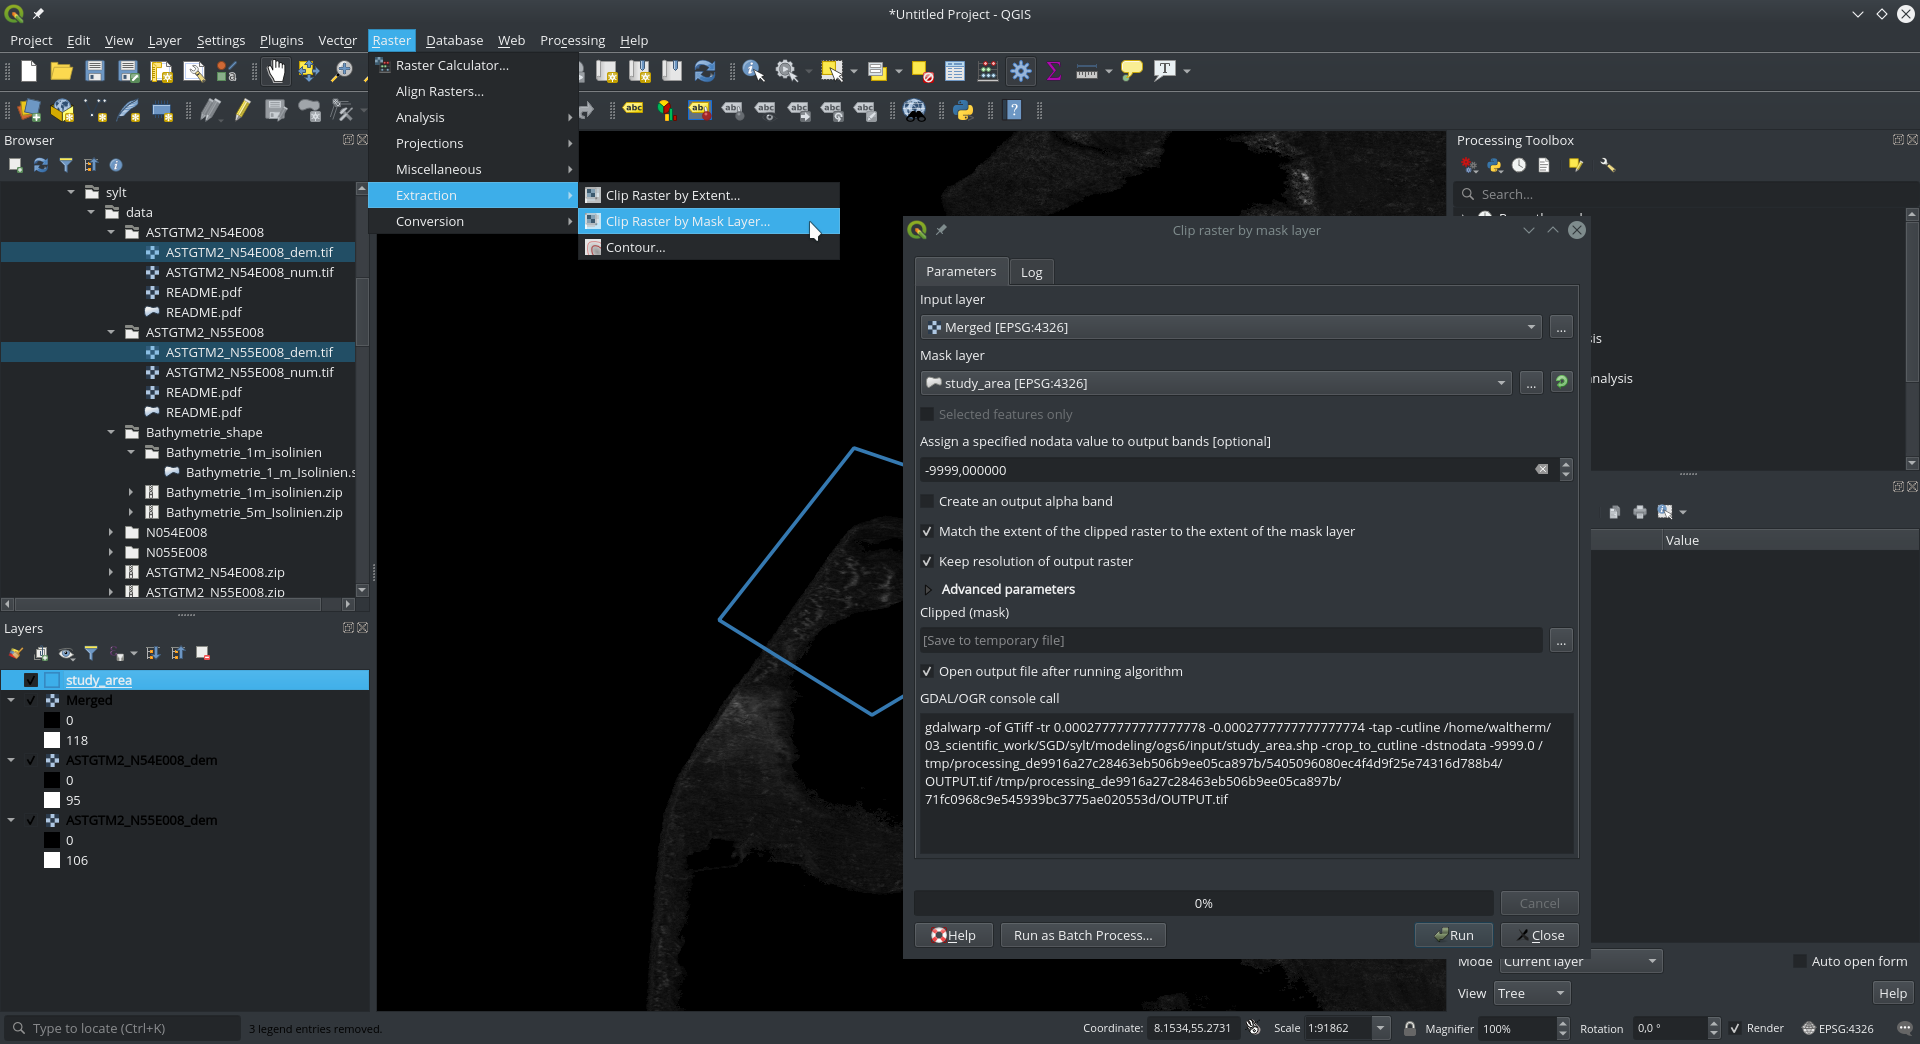 *Untitled Project - QGIS
Project Edit View Layer Settings Plugins Vector Raster Database Web Processing Help
Raster Calculator...
Align Rasters...
Analysis
Projections
Miscellaneous
Extraction
Conversion
Clip Raster by Extent...
Clip Raster by Mask Layer...
Contour...
abc
abc
abc
abc
abc
abc
abc
Browser
sylt
data
ASTGTM2_N54E008
ASTGTM2_N54E008_dem.tif
ASTGTM2_N54E008_num.tif
README.pdf
README.pdf
ASTGTM2_N55E008
ASTGTM2_N55E008_dem.tif
ASTGTM2_N55E008_num.tif
README.pdf
README.pdf
Bathymetrie_shape
Bathymetrie_1m_isolinien
Bathymetrie_1_m_Isolinien.s
Bathymetrie_1m_isolinien.zip
Bathymetrie_5m_Isolinien.zip
N054E008
N055E008
ASTGTM2_N54E008.zip
ASTGTM2_N55E008.zip
Layers
study_area
Merged
0
118
ASTGTM2_N54E008_dem
0
95
ASTGTM2_N55E008_dem
0
106
Clip raster by mask layer
Parameters Log
Input layer
Merged [EPSG:4326]
...
Mask layer
study_area [EPSG:4326]
...
Selected features only
Assign a specified nodata value to output bands [optional]
-9999,000000
Create an output alpha band
Match the extent of the clipped raster to the extent of the mask layer
Keep resolution of output raster
Advanced parameters
Clipped (mask)
[Save to temporary file]
...
Open output file after running algorithm
GDAL/OGR console call
gdalwarp -of GTiff -tr 0.0002777777777777778 -0.0002777777777777774 -tap -cutline /home/waltherm/
03_scientific_work/SGD/sylt/modeling/ogs6/input/study_area.shp -crop_to_cutline -dstnodata -9999.0 /
tmp/processing_de9916a27c28463eb506b9ee05ca897b/5405096080ec4f4d9f25e74316d788b4/
OUTPUT.tif /tmp/processing_de9916a27c28463eb506b9ee05ca897b/
71fc0968c9e545939bc3775ae020553d/OUTPUT.tif
0%
Cancel
Help
Run as Batch Process...
Run
Close
Processing Toolbox
Search...
is
nalysis
Value
Mode Current layer
Auto open form
View Tree
Help
Type to locate (Ctrl+K)
3 legend entries removed.
Coordinate: 8.1534,55.2731
Scale 1:91862
Magnifier 100%
Rotation 0,0 °
Render
EPSG:4326